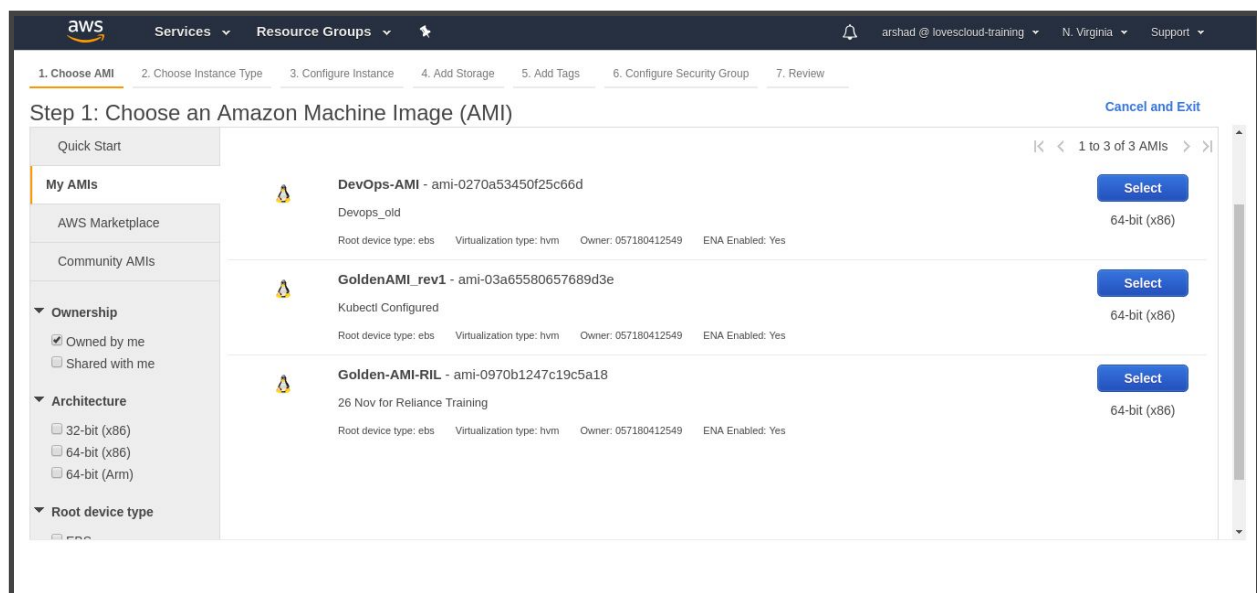 aws Services Resource Groups arshad @ lovescloud-training N. Virginia Support
1. Choose AMI 2. Choose Instance Type 3. Configure Instance 4. Add Storage 5. Add Tags 6. Configure Security Group 7. Review
Step 1: Choose an Amazon Machine Image (AMI)
Cancel and Exit
Quick Start
My AMIs
AWS Marketplace
Community AMIs
Ownership
Owned by me
Shared with me
Architecture
32-bit (x86)
64-bit (x86)
64-bit (Arm)
Root device type
EBS
1 to 3 of 3 AMIs
DevOps-AMI - ami-0270a53450f25c66d
Devops_old
Root device type: ebs Virtualization type: hvm Owner: 057180412549 ENA Enabled: Yes
Select
64-bit (x86)
GoldenAMI_rev1 - ami-03a65580657689d3e
Kubectl Configured
Root device type: ebs Virtualization type: hvm Owner: 057180412549 ENA Enabled: Yes
Select
64-bit (x86)
Golden-AMI-RIL - ami-0970b1247c19c5a18
26 Nov for Reliance Training
Root device type: ebs Virtualization type: hvm Owner: 057180412549 ENA Enabled: Yes
Select
64-bit (x86)